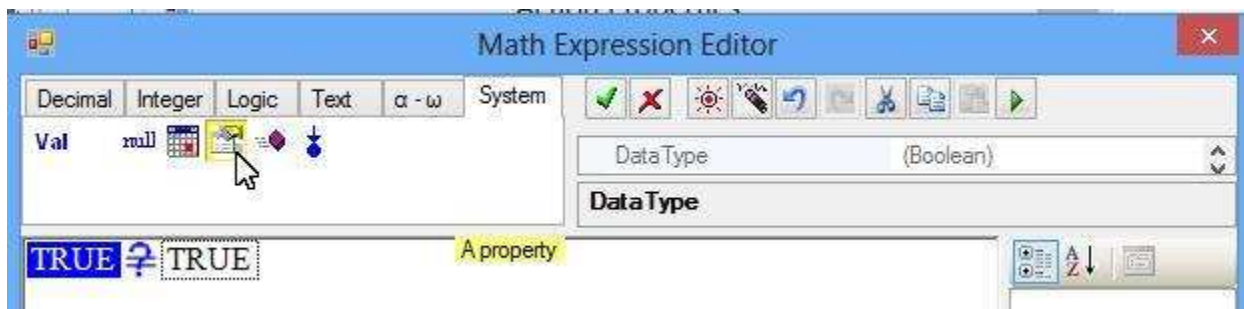 Math Expression Editor
Decimal Integer Logic Text α - ω System
Val null
DataType (Boolean)
DataType
A property
TRUE ? TRUE